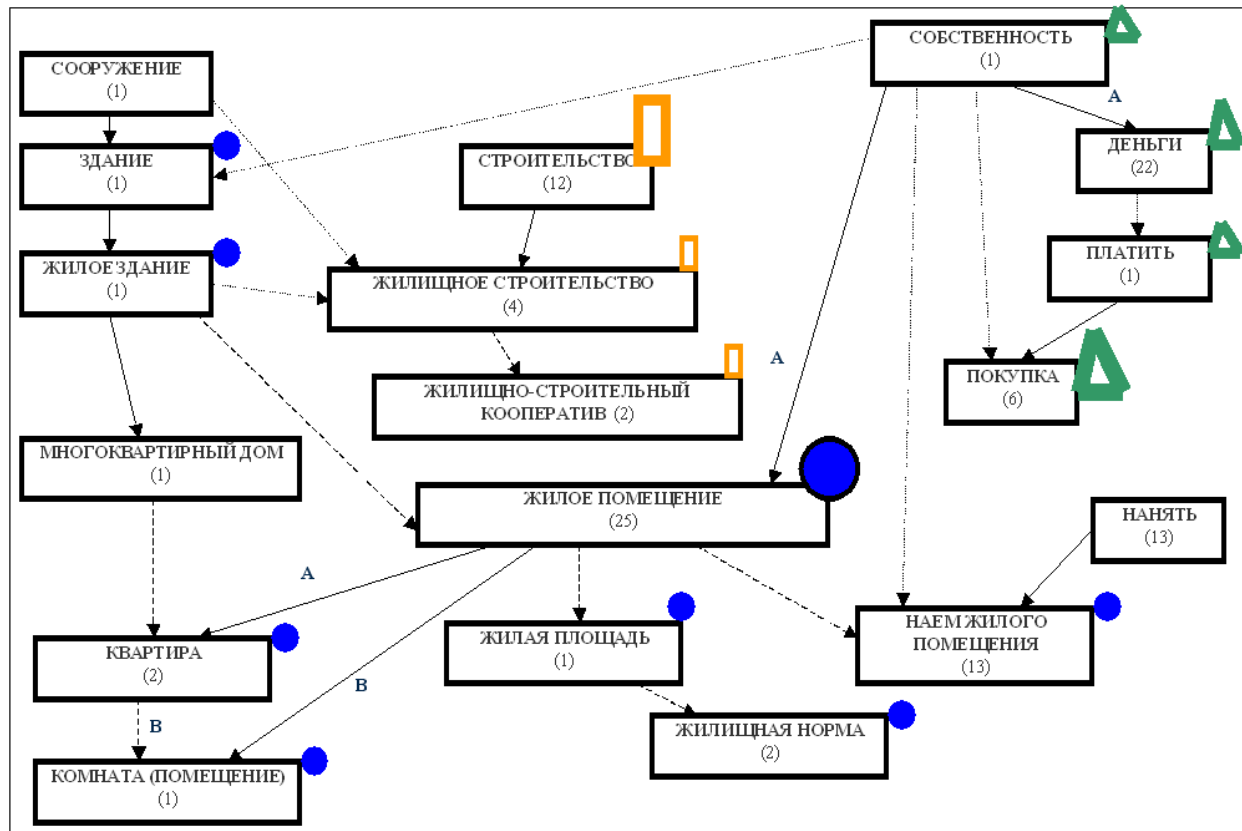 СОБСТВЕННОСТЬ
(1)
A
СООРУЖЕНИЕ
(1)
ЗДАНИЕ
(1)
СТРОИТЕЛЬСТВО
(12)
ДЕНЬГИ
(22)
ЖИЛОЕ ЗДАНИЕ
(1)
ЖИЛИЩНОЕ СТРОИТЕЛЬСТВО
(4)
ПЛАТИТЬ
(1)
A
ЖИЛИЩНО-СТРОИТЕЛЬНЫЙ
КООПЕРАТИВ (2)
ПОКУПКА
(6)
МНОГОКВАРТИРНЫЙ ДОМ
(1)
ЖИЛОЕ ПОМЕЩЕНИЕ
(25)
НАНЯТЬ
(13)
A
КВАРТИРА
(2)
ЖИЛАЯ ПЛОЩАДЬ
(1)
НАЕМ ЖИЛОГО
ПОМЕЩЕНИЯ
(13)
B
B
ЖИЛИЩНАЯ НОРМА
(2)
КОМНАТА (ПОМЕЩЕНИЕ)
(1)